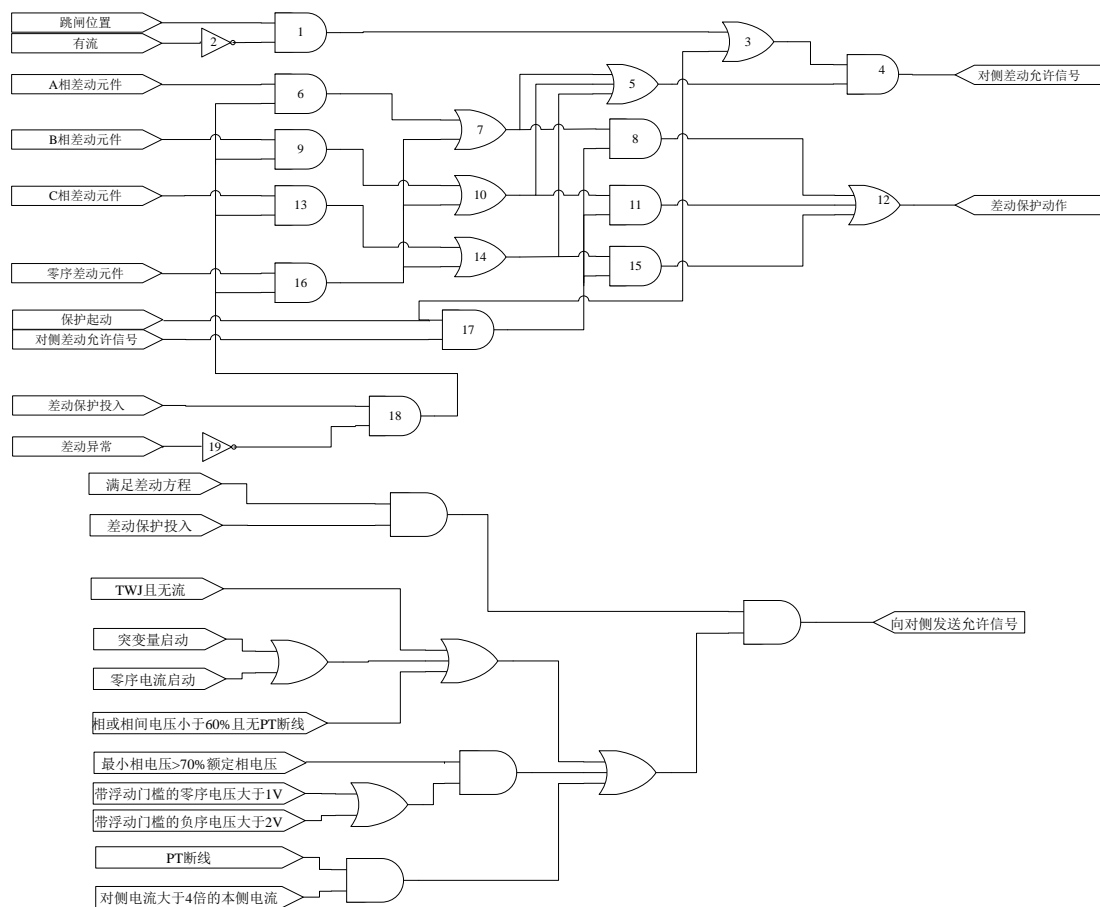 跳闸位置
有流
2
1
3
4
对侧差动允许信号
A相差动元件
6
5
7
8
B相差动元件
9
C相差动元件
13
10
11
12
差动保护动作
14
15
零序差动元件
16
保护起动
对侧差动允许信号
17
差动保护投入
18
差动异常
19
满足差动方程
差动保护投入
TWJ且无流
突变量启动
零序电流启动
向对侧发送允许信号
相或相间电压小于60%且无PT断线
最小相电压>70%额定相电压
带浮动门槛的零序电压大于1V
带浮动门槛的负序电压大于2V
PT断线
对侧电流大于4倍的本侧电流